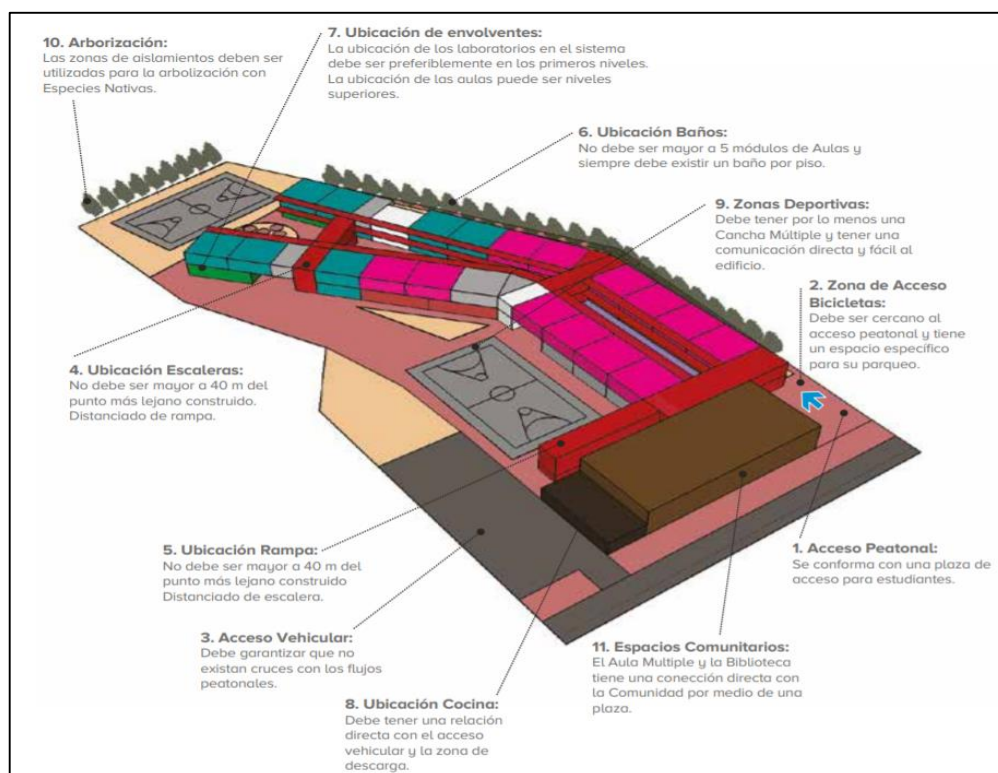 10. Arborización:
Las zonas de aislamientos deben ser
utilizadas para la arbolización con
Especies Nativas.
7. Ubicación de envolventes:
La ubicación de los laboratorios en el sistema
debe ser preferiblemente en los primeros niveles.
La ubicación de las aulas puede ser niveles
superiores.
6. Ubicación Baños:
No debe ser mayor a 5 módulos de Aulas y
siempre debe existir un baño por piso.
9. Zonas Deportivas:
Debe tener por lo menos una
Cancha Múltiple y tener una
comunicación directa y fácil al
edificio.
2. Zona de Acceso
Bicicletas:
Debe ser cercano al
acceso peatonal y tiene
un espacio específico
para su parqueo.
4. Ubicación Escaleras:
No debe ser mayor a 40 m del
punto más lejano construido.
Distanciado de rampa.
5. Ubicación Rampa:
No debe ser mayor a 40 m del
punto más lejano construido
Distanciado de escalera.
1. Acceso Peatonal:
Se conforma con una plaza de
acceso para estudiantes.
3. Acceso Vehicular:
Debe garantizar que no
existan cruces con los flujos
peatonales.
11. Espacios Comunitarios:
El Aula Multiple y la Biblioteca
tiene una conección directa con
la Comunidad por medio de una
plaza.
8. Ubicación Cocina:
Debe tener una relación
directa con el acceso
vehicular y la zona de
descarga.